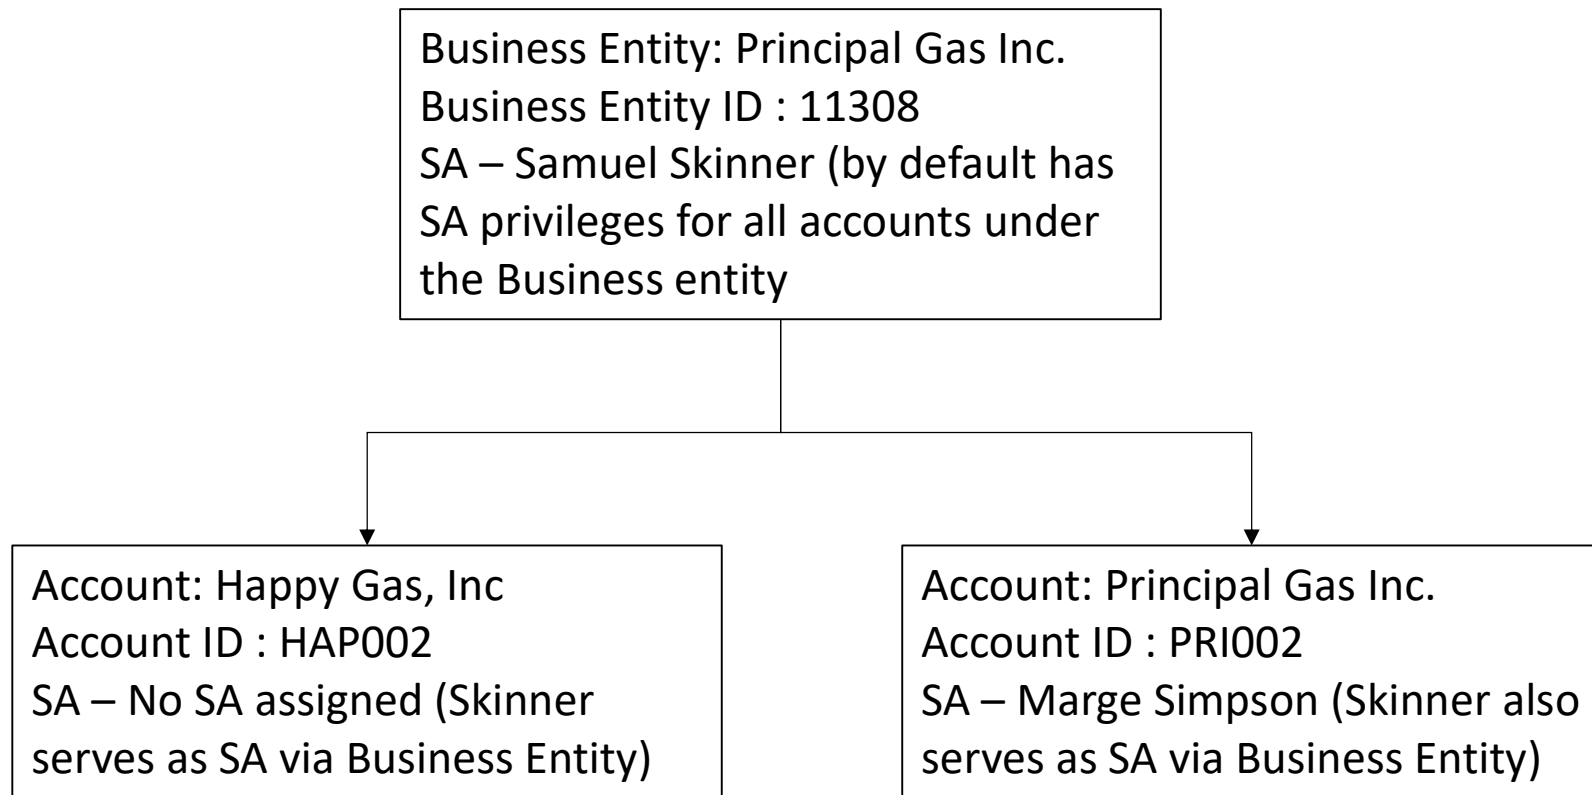 Business Entity: Principal Gas Inc.
Business Entity ID : 11308
SA – Samuel Skinner (by default has
SA privileges for all accounts under
the Business entity
Account: Happy Gas, Inc
Account ID : HAP002
SA – No SA assigned (Skinner
serves as SA via Business Entity)
Account: Principal Gas Inc.
Account ID : PRI002
SA – Marge Simpson (Skinner also
serves as SA via Business Entity)